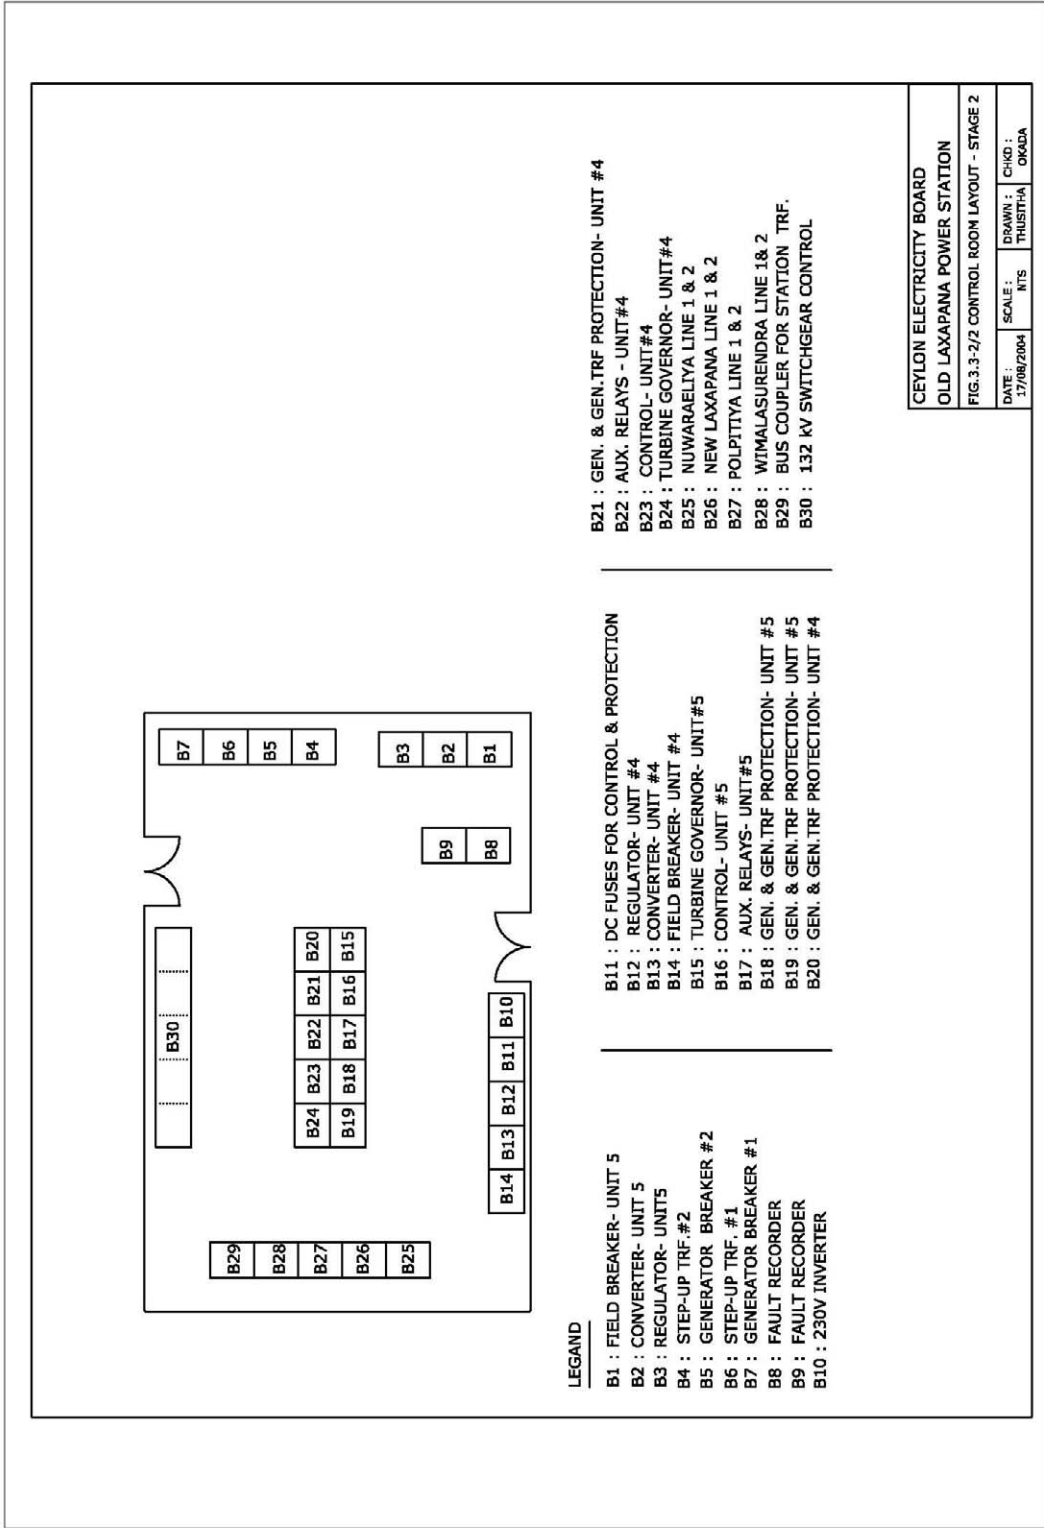 B7
B6
B5
B4
B3
B2
B1
B9
B8
B30
B24 B23 B22 B21 B20
B19 B18 B17 B16 B15
B14 B13 B12 B11 B10
B29
B28
B27
B26
B25
LEGAND
B1 : FIELD BREAKER- UNIT 5
B2 : CONVERTER- UNIT 5
B3 : REGULATOR- UNIT5
B4 : STEP-UP TRF.#2
B5 : GENERATOR BREAKER #2
B6 : STEP-UP TRF. #1
B7 : GENERATOR BREAKER #1
B8 : FAULT RECORDER
B9 : FAULT RECORDER
B10 : 230V INVERTER
B11 : DC FUSES FOR CONTROL & PROTECTION
B12 : REGULATOR- UNIT #4
B13 : CONVERTER- UNIT #4
B14 : FIELD BREAKER- UNIT #4
B15 : TURBINE GOVERNOR- UNIT#5
B16 : CONTROL- UNIT #5
B17 : AUX. RELAYS- UNIT#5
B18 : GEN. & GEN.TRF PROTECTION- UNIT #5
B19 : GEN. & GEN.TRF PROTECTION- UNIT #5
B20 : GEN. & GEN.TRF PROTECTION- UNIT #4
B21 : GEN. & GEN.TRF PROTECTION- UNIT #4
B22 : AUX. RELAYS - UNIT#4
B23 : CONTROL- UNIT#4
B24 : TURBINE GOVERNOR- UNIT#4
B25 : NUWARAELIYA LINE 1 & 2
B26 : NEW LAXAPANA LINE 1 & 2
B27 : POLPITIYA LINE 1 & 2
B28 : WIMALASURENDRA LINE 1& 2
B29 : BUS COUPLER FOR STATION TRF.
B30 : 132 kV SWITCHGEAR CONTROL
CEYLON ELECTRICITY BOARD
OLD LAXAPANA POWER STATION
FIG.3.3-2/2 CONTROL ROOM LAYOUT - STAGE 2
DATE : SCALE : DRAWN : CHKD :
17/08/2004 NTS THUSITHA OKADA